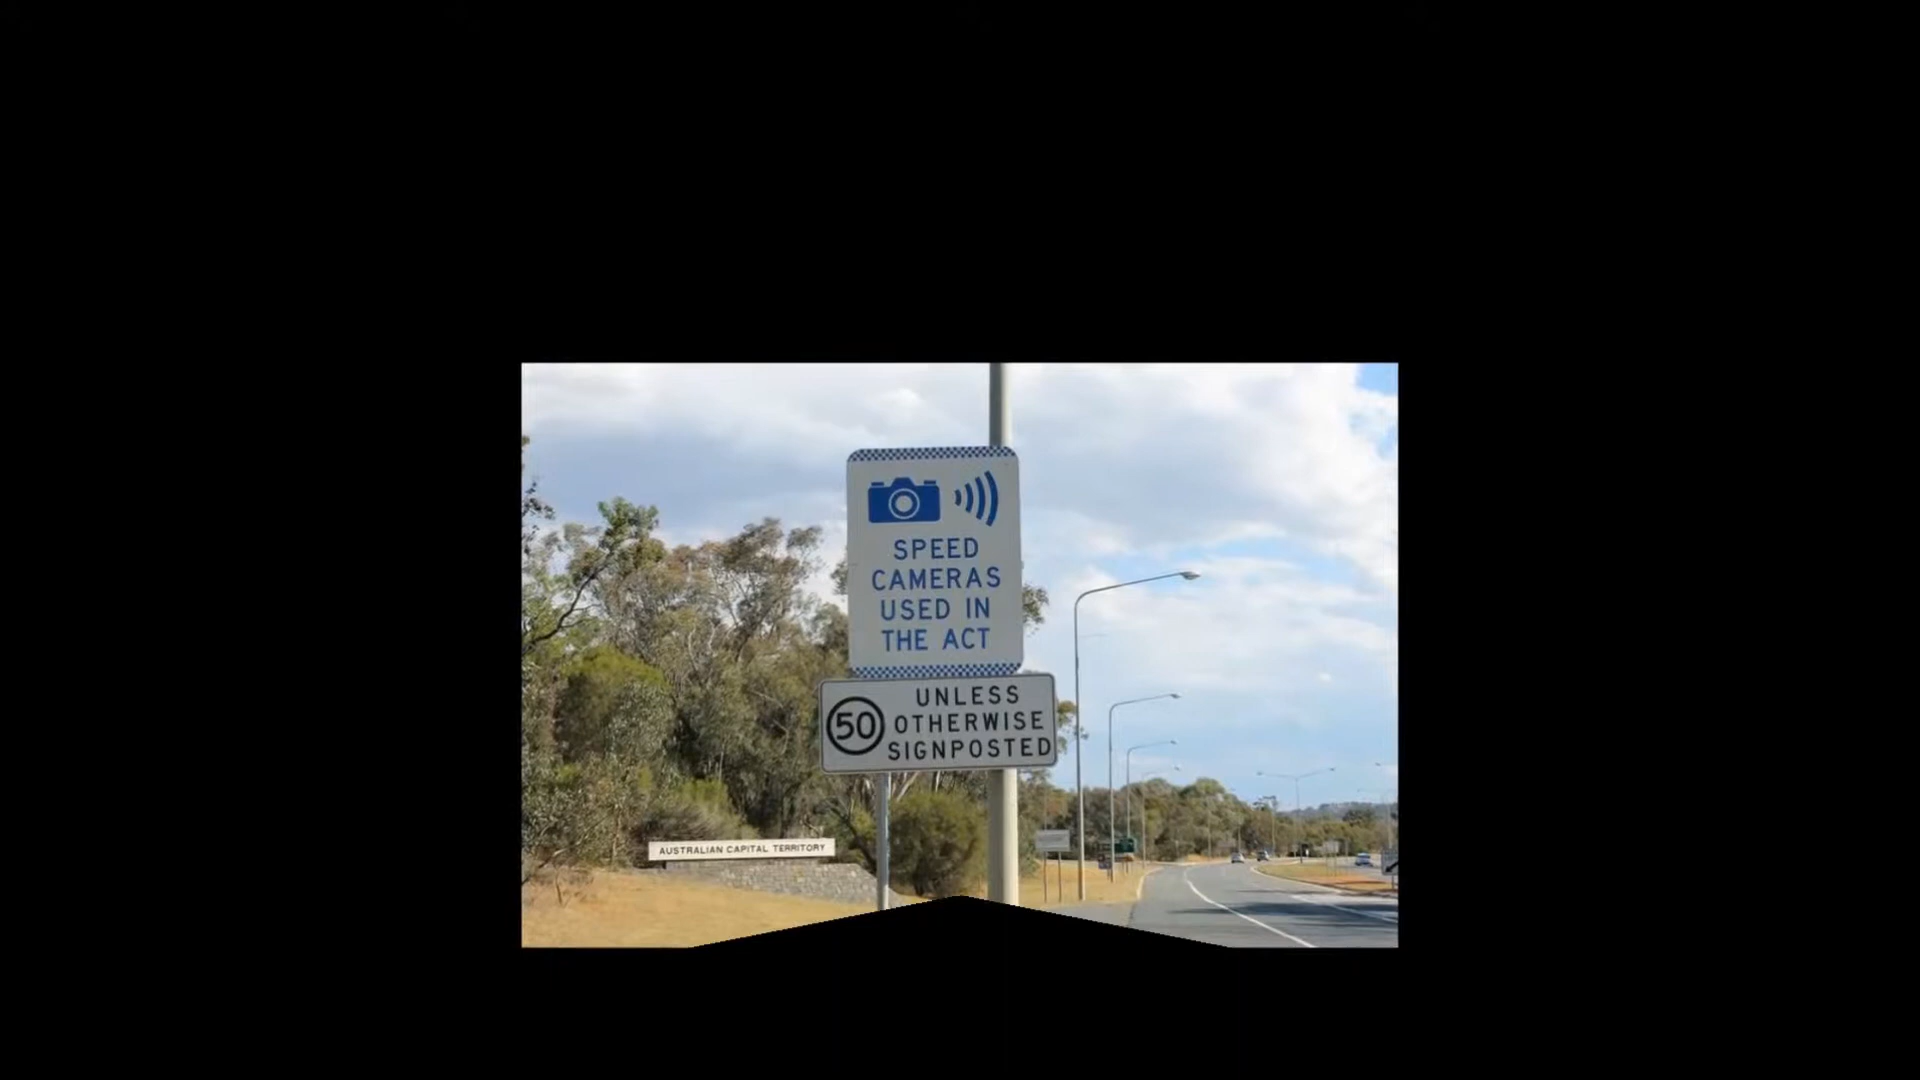 SPEED
CAMERAS
USED IN
THE ACT
50
UNLESS
OTHERWISE
SIGNPOSTED
AUSTRALIAN CAPITAL TERRITORY